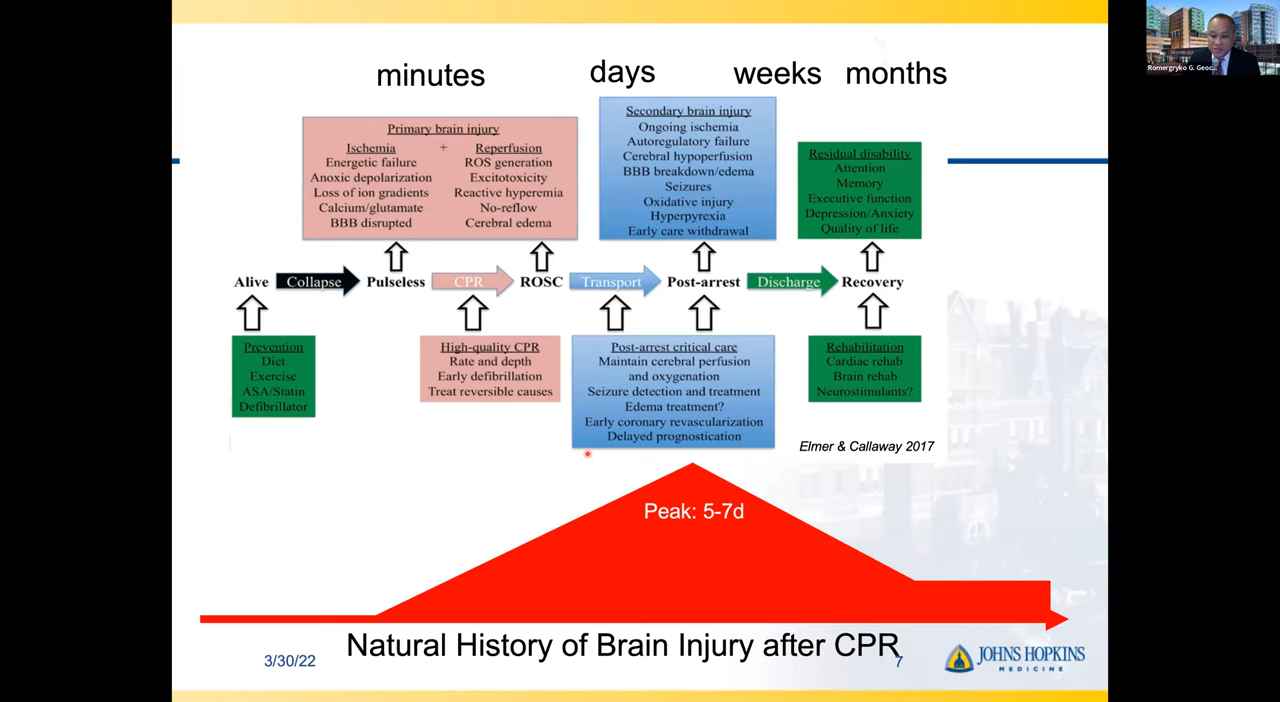 minutes
days
weeks
months
Romergryko G. Geoc...
Primary brain injury
Ischemia + Reperfusion
Energetic failure
Anoxic depolarization
Loss of ion gradients
Calcium/glutamate
BBB disrupted
ROS generation
Excitotoxicity
Reactive hyperemia
No-reflow
Cerebral edema
Secondary brain injury
Ongoing ischemia
Autoregulatory failure
Cerebral hypoperfusion
BBB breakdown/edema
Seizures
Oxidative injury
Hyperpyrexia
Early care withdrawal
Residual disability
Attention
Memory
Executive function
Depression/Anxiety
Quality of life
Alive Collapse Pulseless CPR ROSC Transport Post-arrest Discharge Recovery
Prevention
Diet
Exercise
ASA/Statin
Defibrillator
High-quality CPR
Rate and depth
Early defibrillation
Treat reversible causes
Post-arrest critical care
Maintain cerebral perfusion
and oxygenation
Seizure detection and treatment
Edema treatment?
Early coronary revascularization
Delayed prognostication
Rehabilitation
Cardiac rehab
Brain rehab
Neurostimulants?
Elmer & Callaway 2017
Peak: 5-7d
Natural History of Brain Injury after CPR
3/30/22
7
JOHNS HOPKINS
MEDICINE